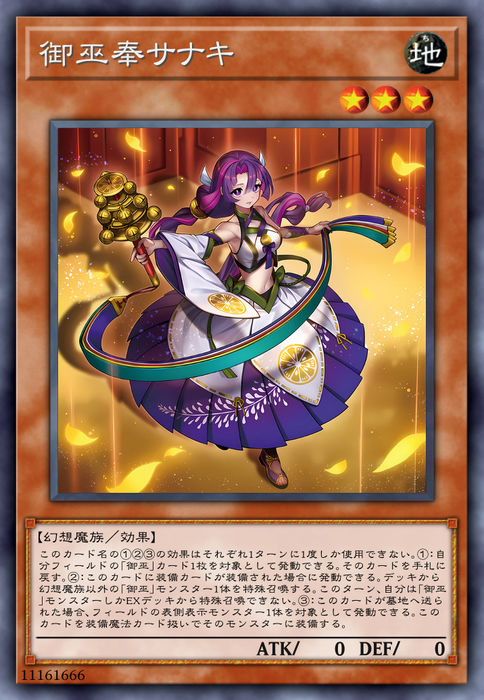 御巫奉サナキ
ち
地
【幻想魔族／効果】
このカード名の①②③の効果はそれぞれ1ターンに1度しか使用できない。①：自
分フィールドの「御巫」カード1枚を対象として発動できる。そのカードを手札に
戻す。②：このカードに装備カードが装備された場合に発動できる。デッキから
幻想魔族以外の「御巫」モンスター1体を特殊召喚する。このターン、自分は「御巫
」モンスターしかEXデッキから特殊召喚できない。③：このカードが墓地へ送ら
れた場合、フィールドの表側表示モンスター1体を対象として発動できる。この
カードを装備魔法カード扱いでそのモンスターに装備する。
ATK/ 0 DEF/ 0
11161666